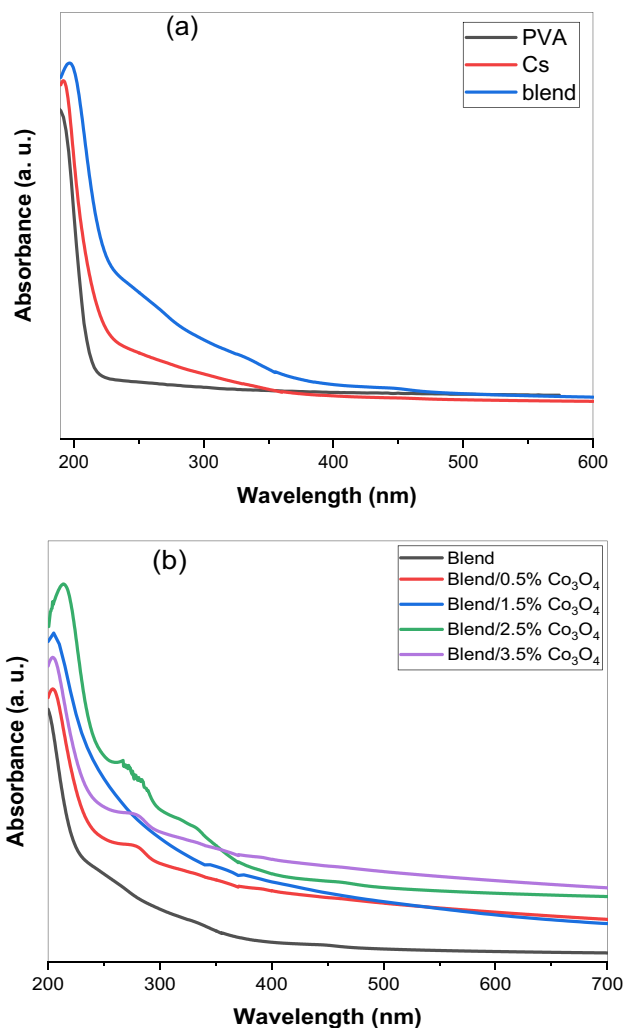 (a)
PVA
Cs
blend
Absorbance (a. u.)
200 300 400 500 600
Wavelength (nm)
(b)
Blend
Blend/0.5% Co₃O₄
Blend/1.5% Co₃O₄
Blend/2.5% Co₃O₄
Blend/3.5% Co₃O₄
Absorbance (a. u.)
200 300 400 500 600 700
Wavelength (nm)